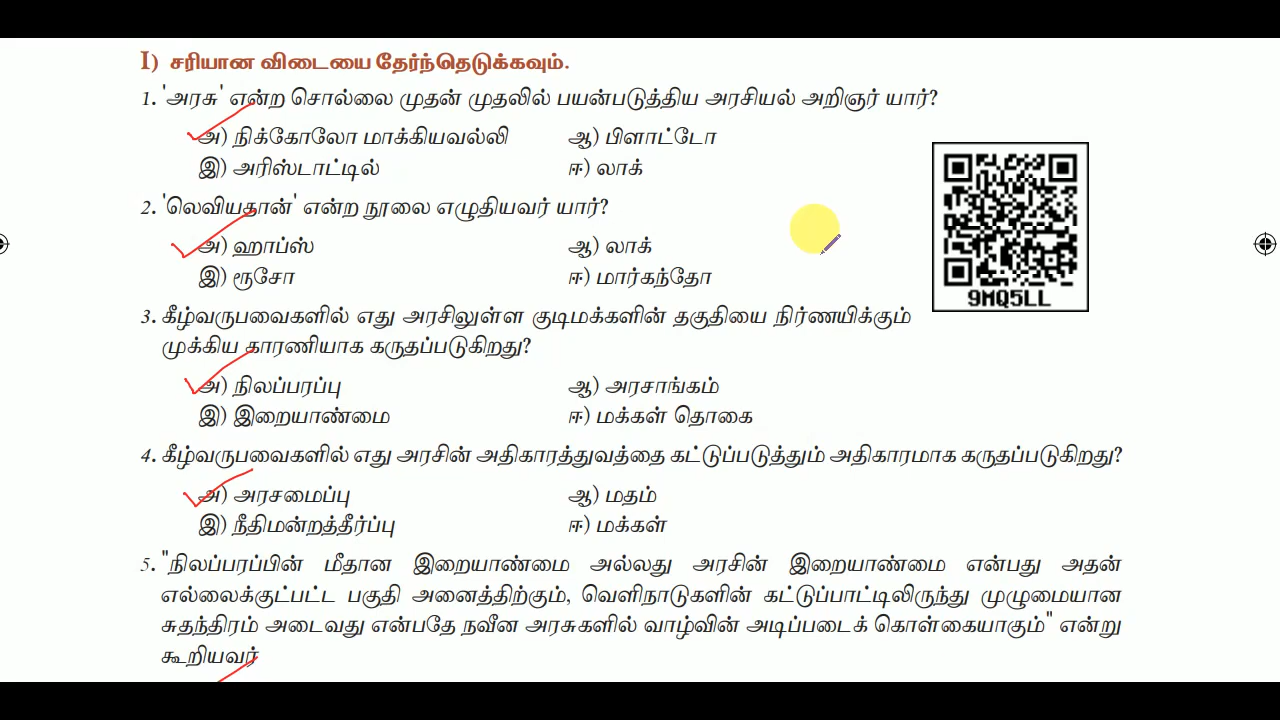 I) சரியான விடையை தேர்ந்தெடுக்கவும்.
1. 'அரசு' என்ற சொல்லை முதன் முதலில் பயன்படுத்திய அரசியல் அறிஞர் யார்?
அ) நிக்கோலோ மாக்கியவல்லி ஆ) பிளாட்டோ
இ) அரிஸ்டாட்டில் ஈ) லாக்
2. 'லெவியதான்' என்ற நூலை எழுதியவர் யார்?
அ) ஹாப்ஸ் ஆ) லாக்
இ) ரூசோ ஈ) மார்கந்தோ
9MQ5LL
3. கீழ்வருபவைகளில் எது அரசிலுள்ள குடிமக்களின் தகுதியை நிர்ணயிக்கும்
முக்கிய காரணியாக கருதப்படுகிறது?
அ) நிலப்பரப்பு ஆ) அரசாங்கம்
இ) இறையாண்மை ஈ) மக்கள் தொகை
4. கீழ்வருபவைகளில் எது அரசின் அதிகாரத்துவத்தை கட்டுப்படுத்தும் அதிகாரமாக கருதப்படுகிறது?
அ) அரசமைப்பு ஆ) மதம்
இ) நீதிமன்றத்தீர்ப்பு ஈ) மக்கள்
5. "நிலப்பரப்பின் மீதான இறையாண்மை அல்லது அரசின் இறையாண்மை என்பது அதன்
எல்லைக்குட்பட்ட பகுதி அனைத்திற்கும், வெளிநாடுகளின் கட்டுப்பாட்டிலிருந்து முழுமையான
சுதந்திரம் அடைவது என்பதே நவீன அரசுகளில் வாழ்வின் அடிப்படைக் கொள்கையாகும்" என்று
கூறியவர்